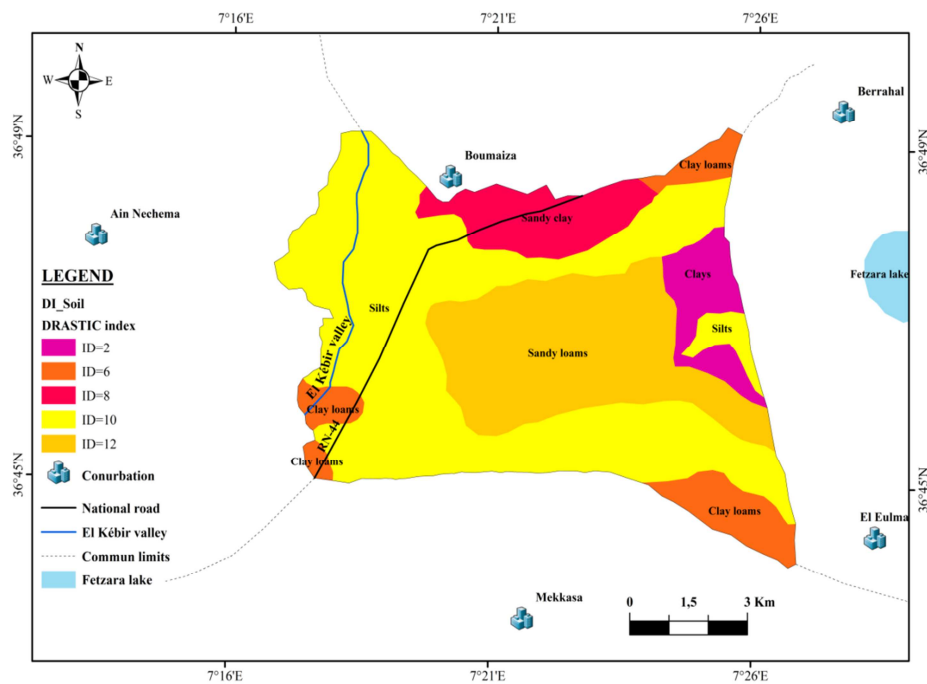 7°16'E
7°21'E
7°26'E
N
W
E
S
36°49'N
36°49'N
Berrahal
Boumaiza
Clay loams
Ain Nechema
Sandy clay
LEGEND
DI_Soil
DRASTIC index
ID=2
ID=6
ID=8
ID=10
ID=12
Conurbation
National road
El Kébir valley
Commun limits
Fetzara lake
Clays
Fetzara lake
Silts
Silts
El Kébir valley
Sandy loams
Clay loams
RN-44
Clay loams
36°45'N
36°45'N
Clay loams
El Eulma
Mekkasa
0 1,5 3 Km
7°16'E
7°21'E
7°26'E